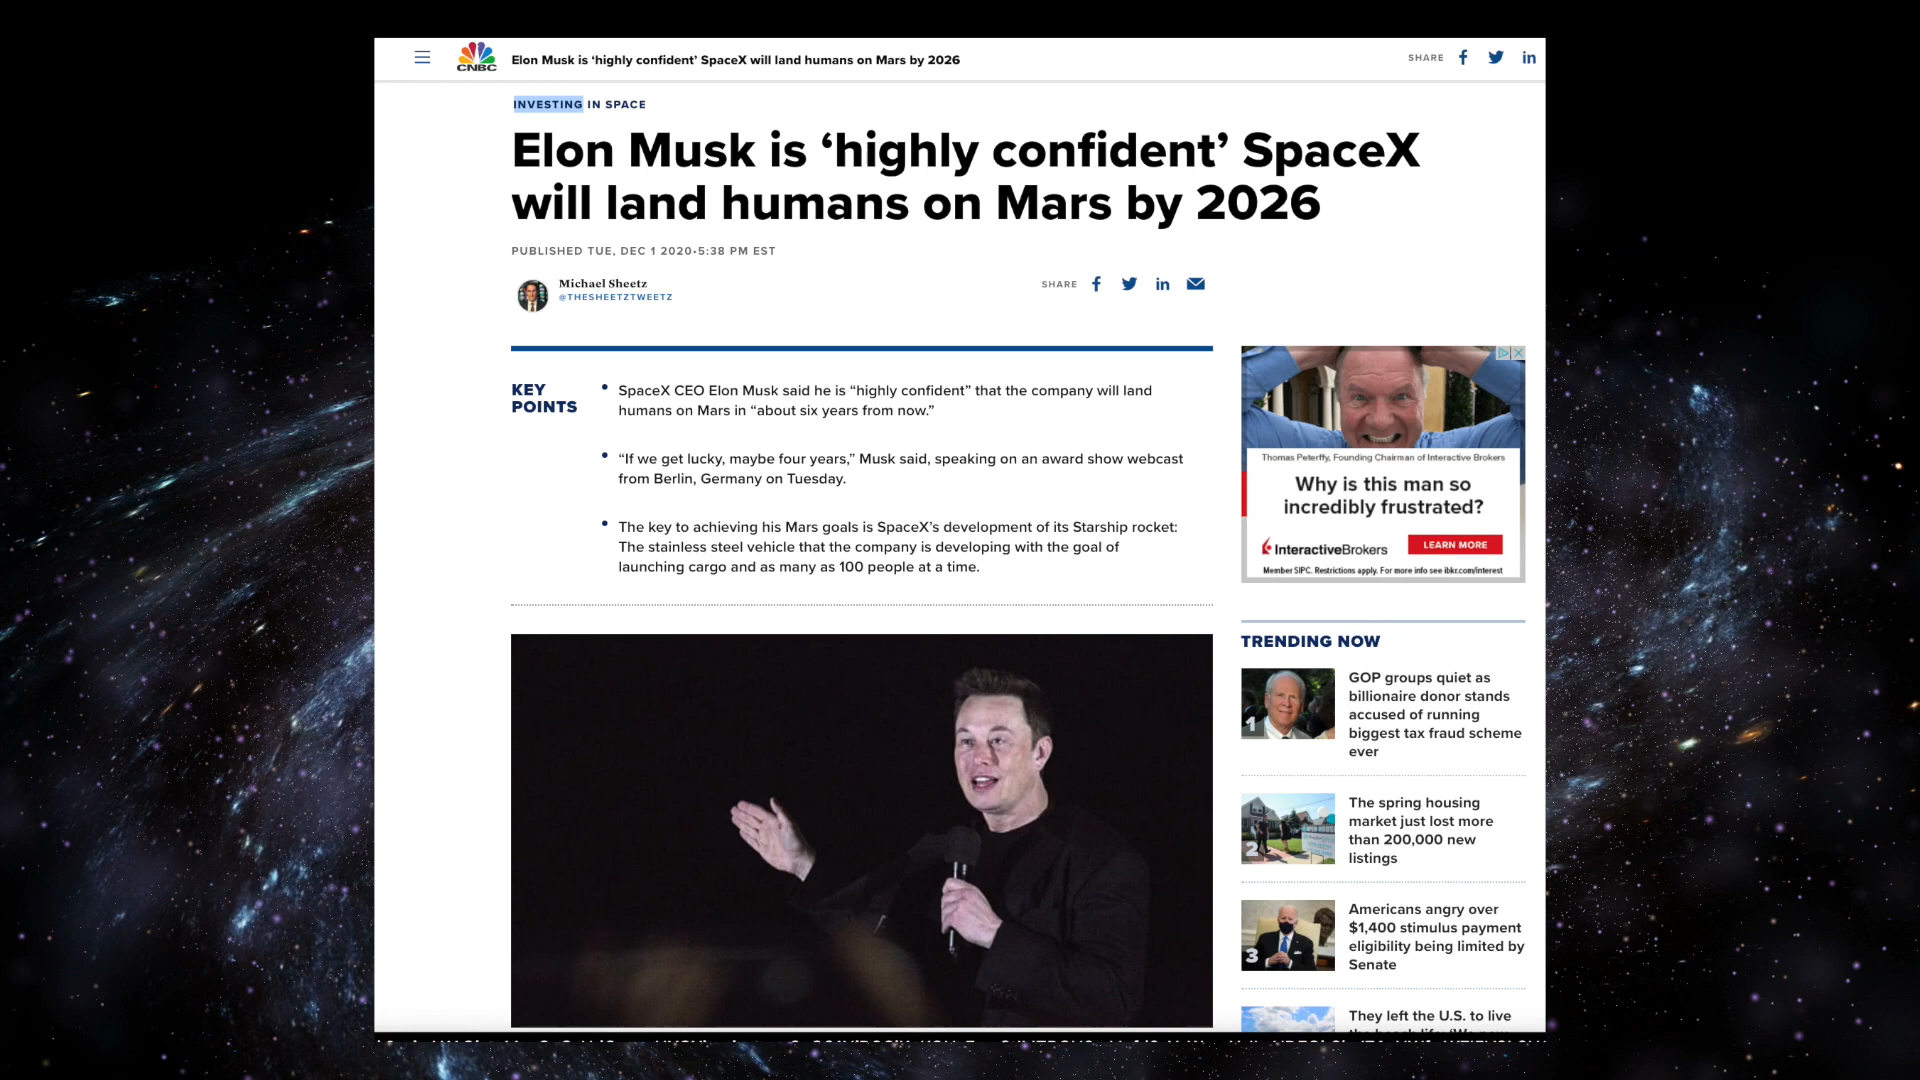 CNBC
Elon Musk is ‘highly confident’ SpaceX will land humans on Mars by 2026
SHARE
INVESTING IN SPACE
Elon Musk is ‘highly confident’ SpaceX
will land humans on Mars by 2026
PUBLISHED TUE, DEC 1 2020•5:38 PM EST
Michael Sheetz
@THESHEETZTWEETZ
SHARE
KEY
POINTS
SpaceX CEO Elon Musk said he is “highly confident” that the company will land
humans on Mars in “about six years from now.”
“If we get lucky, maybe four years,” Musk said, speaking on an award show webcast
from Berlin, Germany on Tuesday.
The key to achieving his Mars goals is SpaceX’s development of its Starship rocket:
The stainless steel vehicle that the company is developing with the goal of
launching cargo and as many as 100 people at a time.
Thomas Peterffy, Founding Chairman of Interactive Brokers
Why is this man so
incredibly frustrated?
InteractiveBrokers
LEARN MORE
Member SIPC. Restrictions apply. For more info see ibkr.com/interest
TRENDING NOW
1
GOP groups quiet as
billionaire donor stands
accused of running
biggest tax fraud scheme
ever
2
The spring housing
market just lost more
than 200,000 new
listings
3
Americans angry over
$1,400 stimulus payment
eligibility being limited by
Senate
They left the U.S. to live